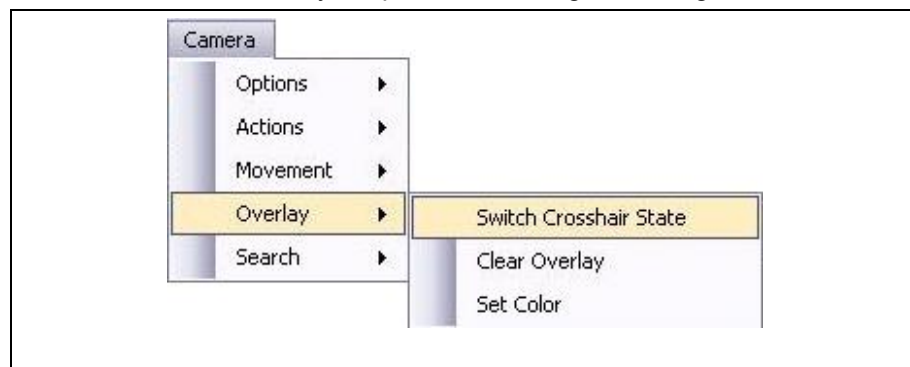 Camera
Options
Actions
Movement
Overlay
Search
Switch Crosshair State
Clear Overlay
Set Color